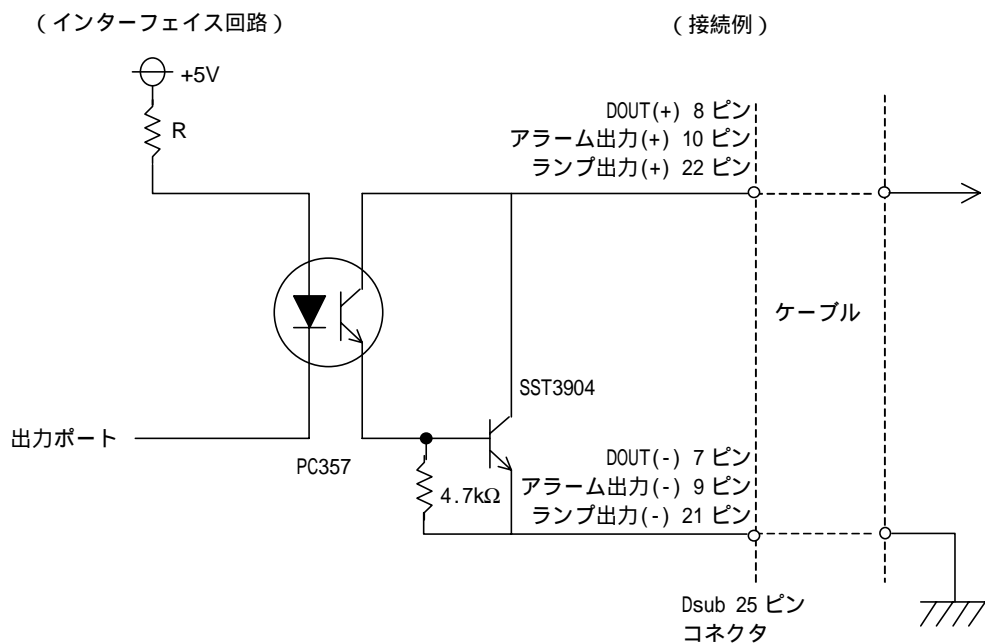 (インターフェイス回路)
(接続例)
+5V
R
DOUT(+) 8 ピン
アラーム出力(+) 10 ピン
ランプ出力(+) 22 ピン
ケーブル
SST3904
出力ポート
PC357
4.7kΩ
DOUT(-) 7 ピン
アラーム出力(-) 9 ピン
ランプ出力(-) 21 ピン
Dsub 25 ピン
コネクタ